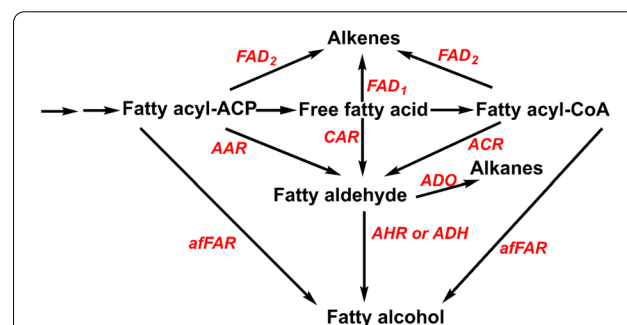 Alkenes
FAD2 FAD2
FAD1
Fatty acyl-ACP Free fatty acid Fatty acyl-CoA
AAR CAR ACR
Alkanes
ADO
Fatty aldehyde
afFAR AHR or ADH afFAR
Fatty alcohol